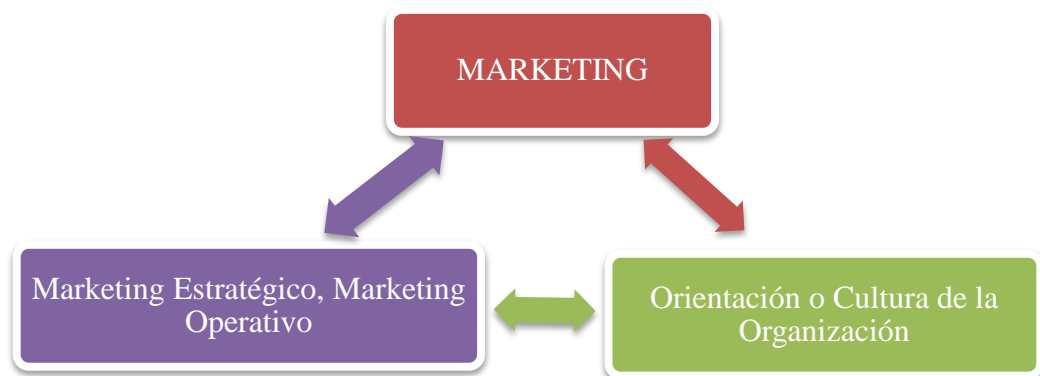 MARKETING
Marketing Estratégico, Marketing
Operativo
Orientación o Cultura de la
Organización